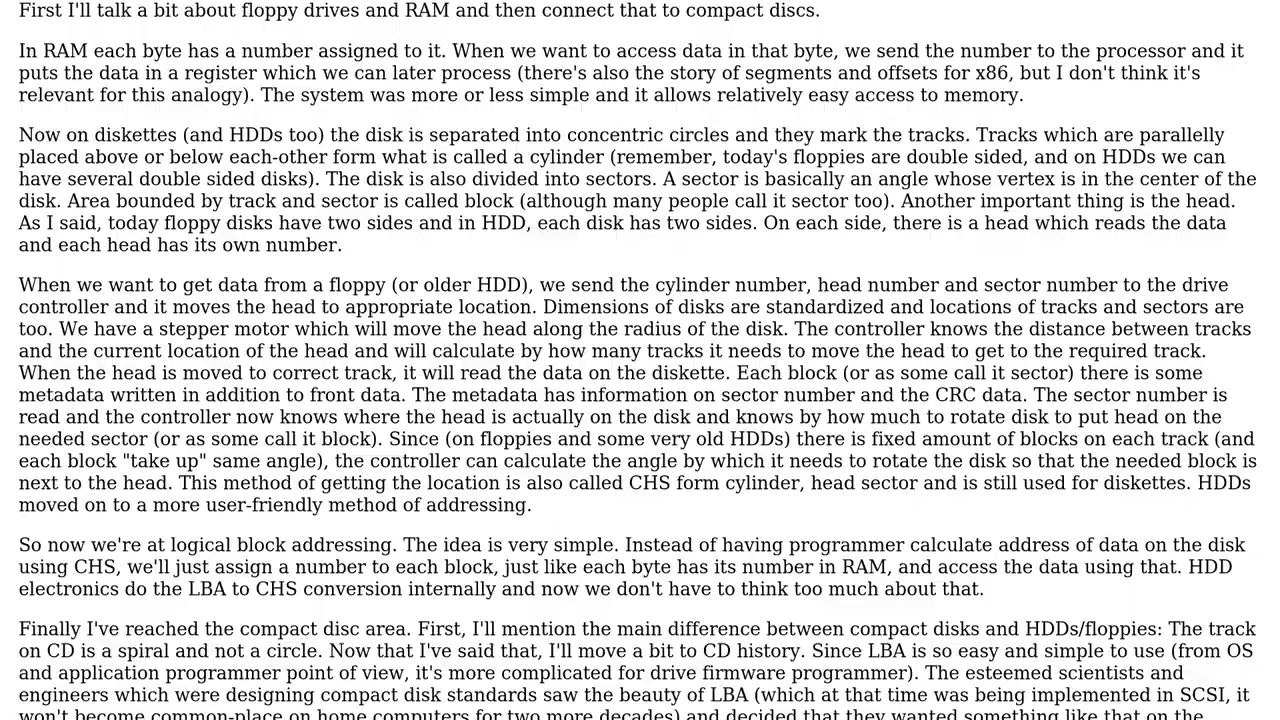 First I'll talk a bit about floppy drives and RAM and then connect that to compact discs.
In RAM each byte has a number assigned to it. When we want to access data in that byte, we send the number to the processor and it
puts the data in a register which we can later process (there's also the story of segments and offsets for x86, but I don't think it's
relevant for this analogy). The system was more or less simple and it allows relatively easy access to memory.
Now on diskettes (and HDDs too) the disk is separated into concentric circles and they mark the tracks. Tracks which are parallelly
placed above or below each-other form what is called a cylinder (remember, today's floppies are double sided, and on HDDs we can
have several double sided disks). The disk is also divided into sectors. A sector is basically an angle whose vertex is in the center of the
disk. Area bounded by track and sector is called block (although many people call it sector too). Another important thing is the head.
As I said, today floppy disks have two sides and in HDD, each disk has two sides. On each side, there is a head which reads the data
and each head has its own number.
When we want to get data from a floppy (or older HDD), we send the cylinder number, head number and sector number to the drive
controller and it moves the head to appropriate location. Dimensions of disks are standardized and locations of tracks and sectors are
too. We have a stepper motor which will move the head along the radius of the disk. The controller knows the distance between tracks
and the current location of the head and will calculate by how many tracks it needs to move the head to get to the required track.
When the head is moved to correct track, it will read the data on the diskette. Each block (or as some call it sector) there is some
metadata written in addition to front data. The metadata has information on sector number and the CRC data. The sector number is
read and the controller now knows where the head is actually on the disk and knows by how much to rotate disk to put head on the
needed sector (or as some call it block). Since (on floppies and some very old HDDs) there is fixed amount of blocks on each track (and
each block "take up" same angle), the controller can calculate the angle by which it needs to rotate the disk so that the needed block is
next to the head. This method of getting the location is also called CHS form cylinder, head sector and is still used for diskettes. HDDs
moved on to a more user-friendly method of addressing.
So now we're at logical block addressing. The idea is very simple. Instead of having programmer calculate address of data on the disk
using CHS, we'll just assign a number to each block, just like each byte has its number in RAM, and access the data using that. HDD
electronics do the LBA to CHS conversion internally and now we don't have to think too much about that.
Finally I've reached the compact disc area. First, I'll mention the main difference between compact disks and HDDs/floppies: The track
on CD is a spiral and not a circle. Now that I've said that, I'll move a bit to CD history. Since LBA is so easy and simple to use (from OS
and application programmer point of view, it's more complicated for drive firmware programmer). The esteemed scientists and
engineers which were designing compact disk standards saw the beauty of LBA (which at that time was being implemented in SCSI, it
won't become common-place on home computers for two more decades) and decided that they wanted something like that on the